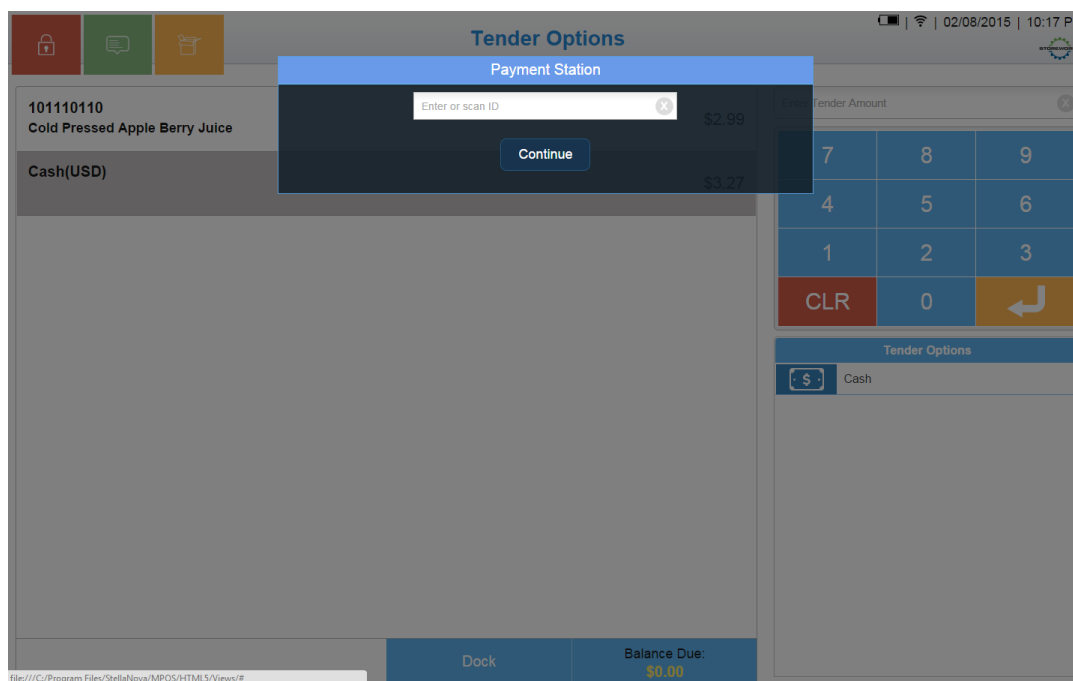 | 02/08/2015 | 10:17 P
Tender Options
Payment Station
101110110
Cold Pressed Apple Berry Juice
$2.99
Enter or scan ID
Continue
Cash(USD)
$3.27
Enter Tender Amount
7 8 9
4 5 6
1 2 3
CLR 0
Tender Options
$ Cash
Dock
Balance Due:
$0.00
file:///C:/Program Files/StellaNova/MPOS/HTML5/Views/#